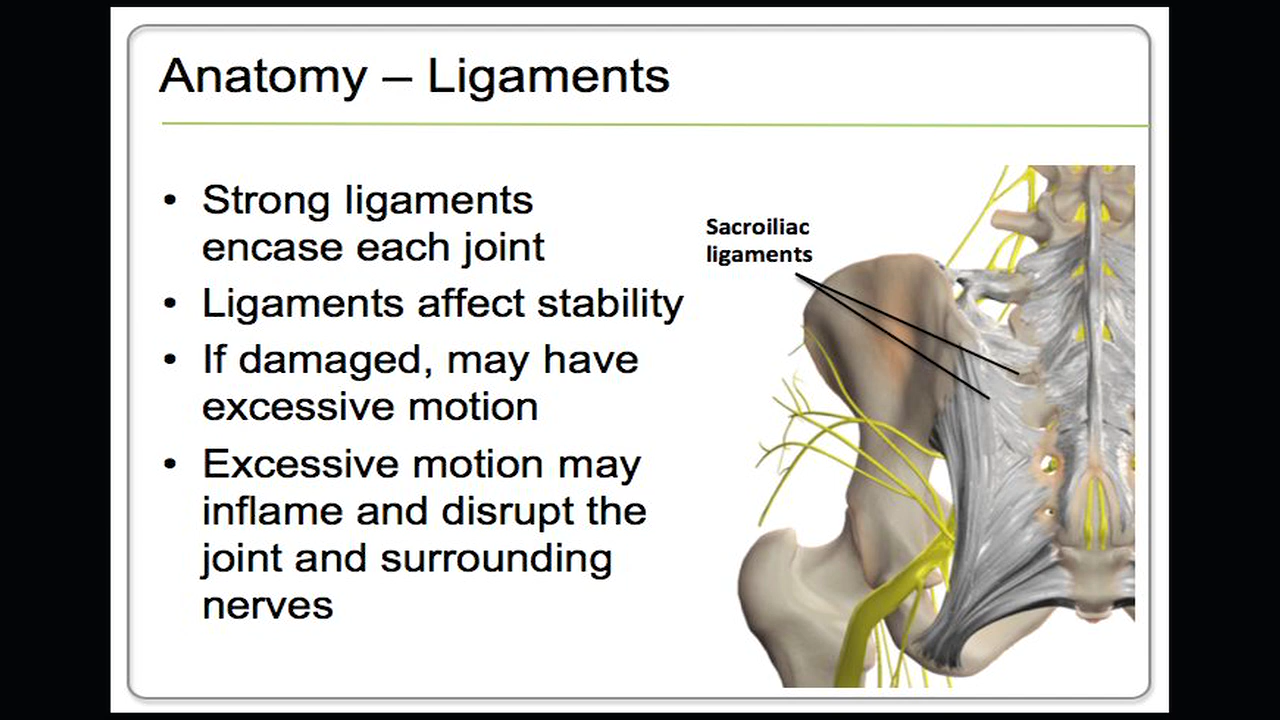 Anatomy – Ligaments
• Strong ligaments
encase each joint
• Ligaments affect stability
• If damaged, may have
excessive motion
• Excessive motion may
inflame and disrupt the
joint and surrounding
nerves
Sacroiliac
ligaments